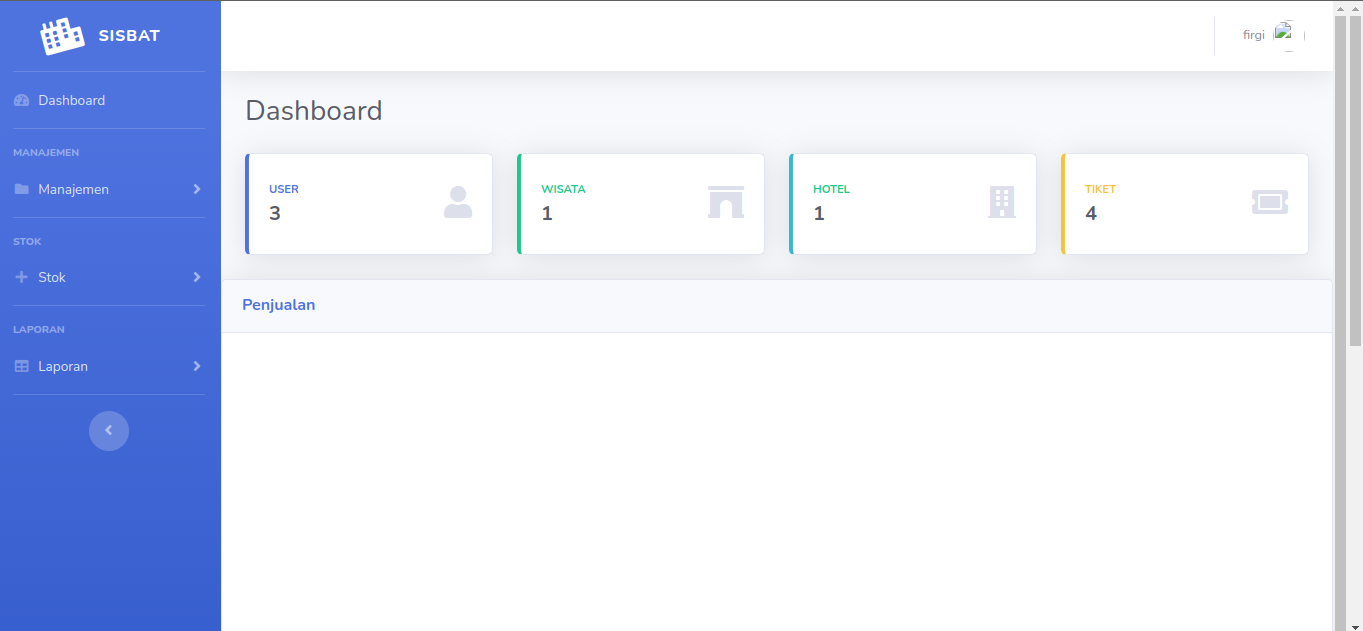 SISBAT
firgi
Dashboard
MANAJEMEN
Manajemen
STOK
Stok
LAPORAN
Laporan
Dashboard
USER
3
WISATA
1
HOTEL
1
TIKET
4
Penjualan